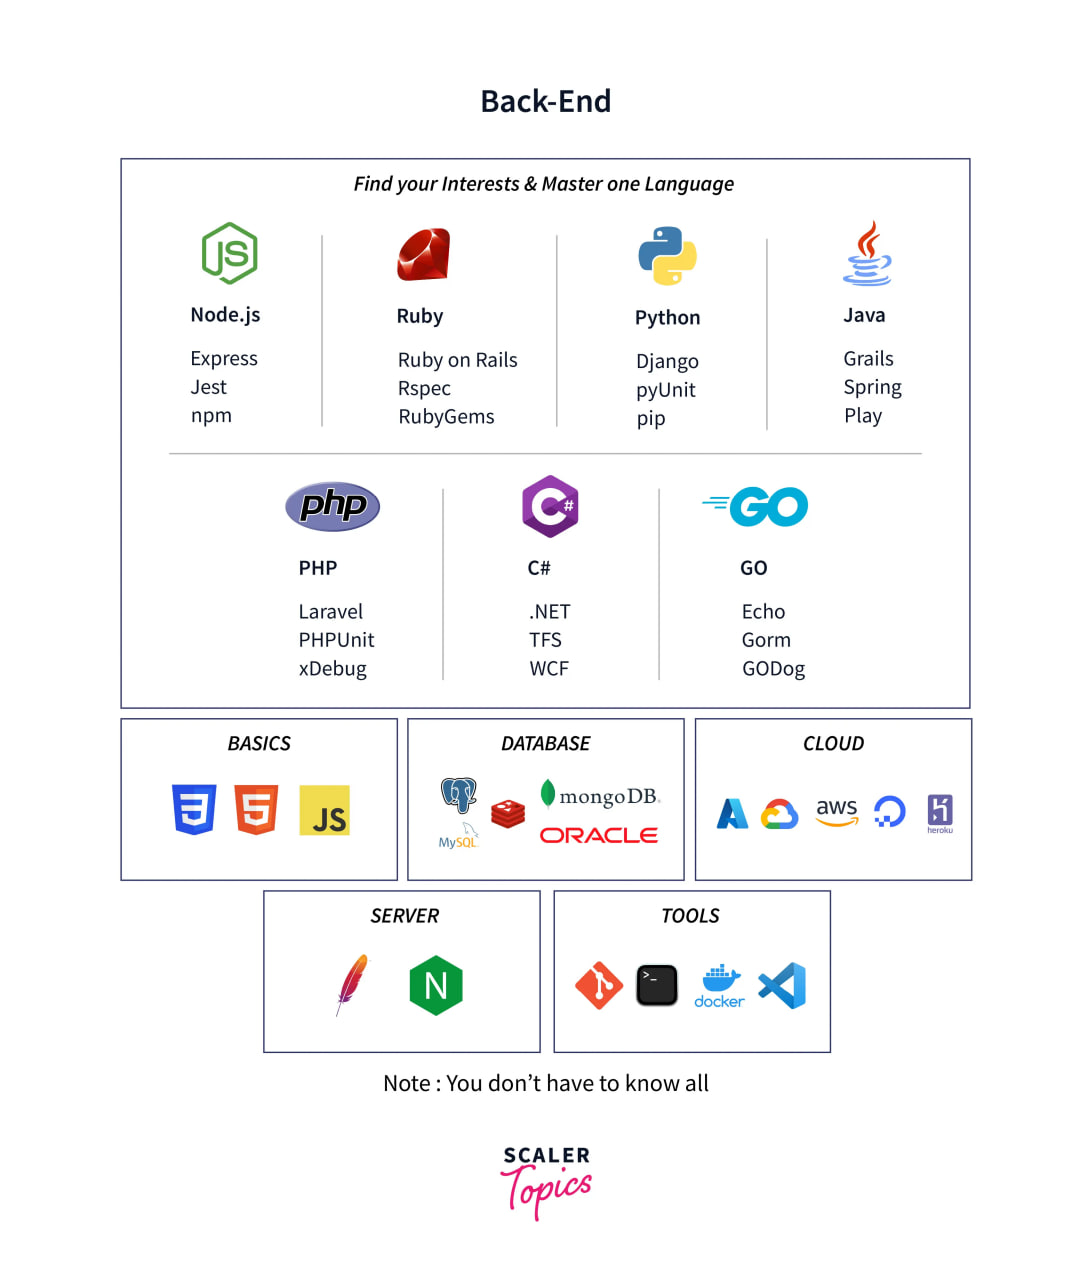 Back-End
Find your Interests & Master one Language
JS
Node.js
Express
Jest
npm
Ruby
Ruby on Rails
Rspec
RubyGems
Python
Django
pyUnit
pip
Java
Grails
Spring
Play
php
PHP
Laravel
PHPUnit
xDebug
C#
C#
.NET
TFS
WCF
GO
GO
Echo
Gorm
GODog
BASICS
3
5
JS
DATABASE
MySQL
mongoDB.
ORACLE
CLOUD
A
aws
heroku
SERVER
N
TOOLS
>_
docker
Note : You don’t have to know all
SCALER
Topics